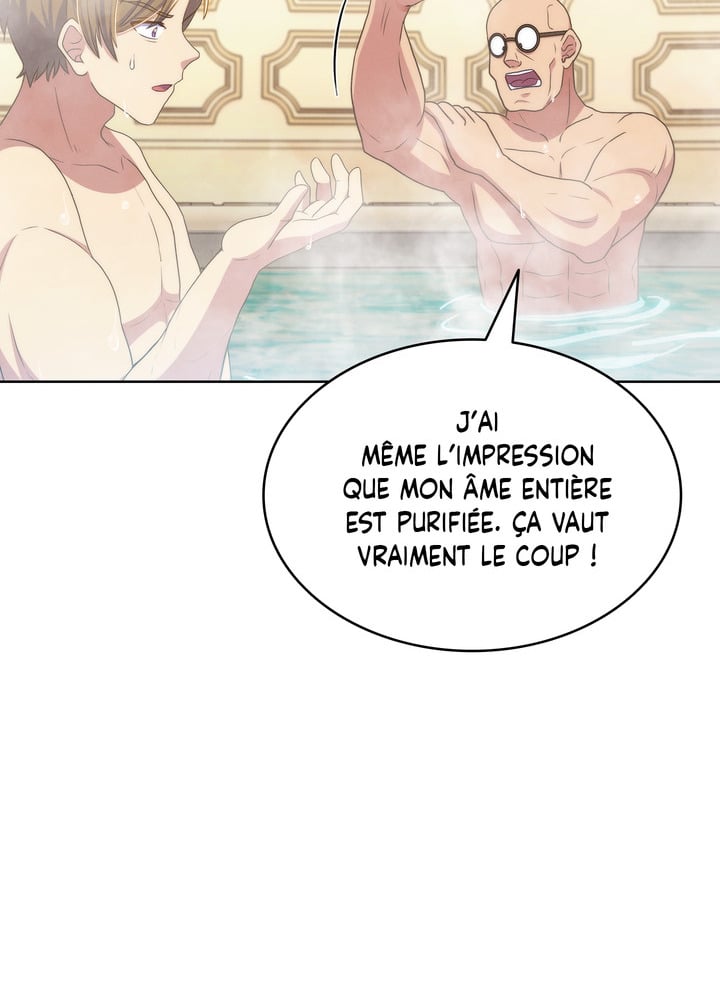 J'AI
MÊME L'IMPRESSION
QUE MON ÂME ENTIÈRE
EST PURIFIÉE. ÇA VAUT
VRAIMENT LE COUP !